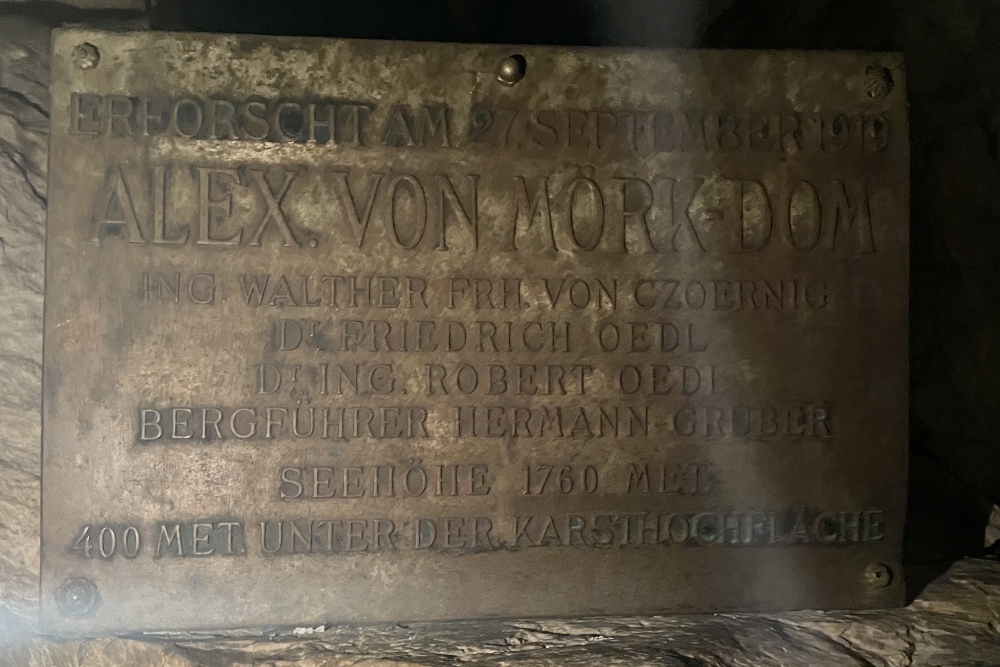 ERFORSCHT AM 27. SEPTEMBER 1919
ALEX. VON MÖRK-DOM
ING WALTHER FRH. VON CZOERNIG
Dr. FRIEDRICH OEDL
Dr. ING. ROBERT OEDL
BERGFÜHRER HERMANN GRUBER
SEEHÖHE 1760 MET.
400 MET. UNTER DER KARSTHOCHFLÄCHE